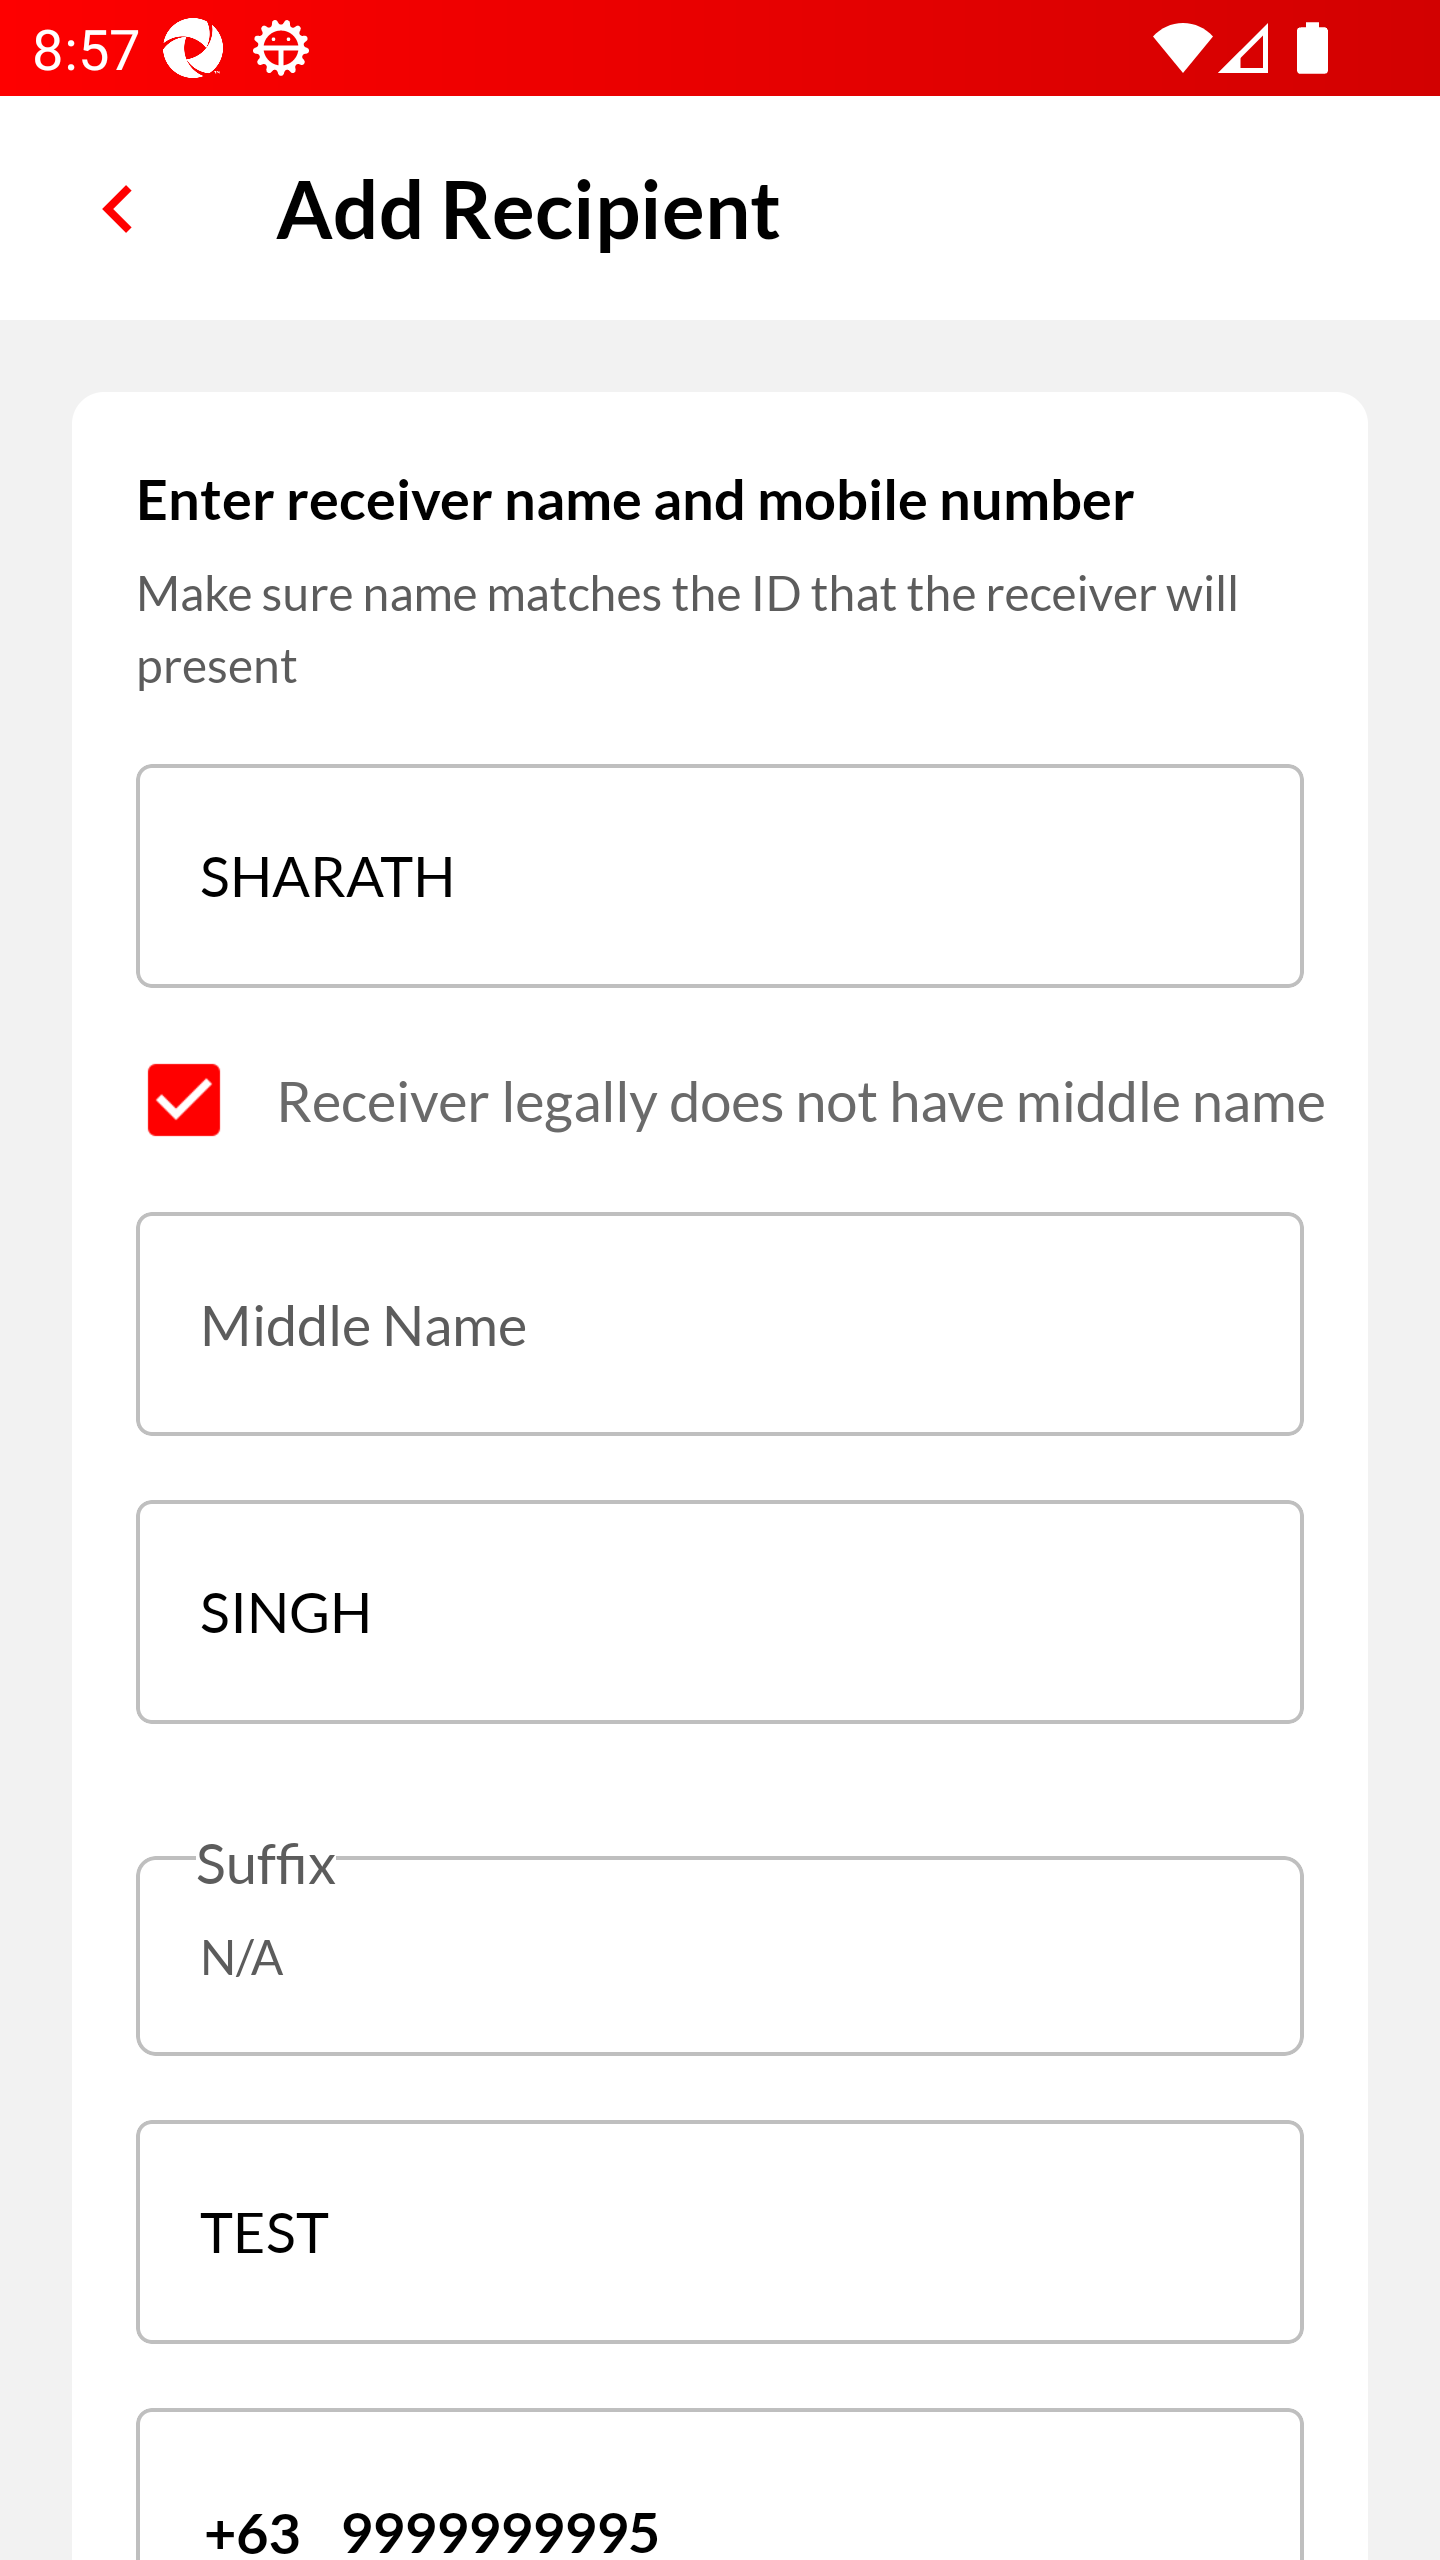 8:57
Add Recipient
Enter receiver name and mobile number
Make sure name matches the ID that the receiver will
present
SHARATH
Receiver legally does not have middle name
Middle Name
SINGH
Suffix
N/A
TEST
+63 9999999995